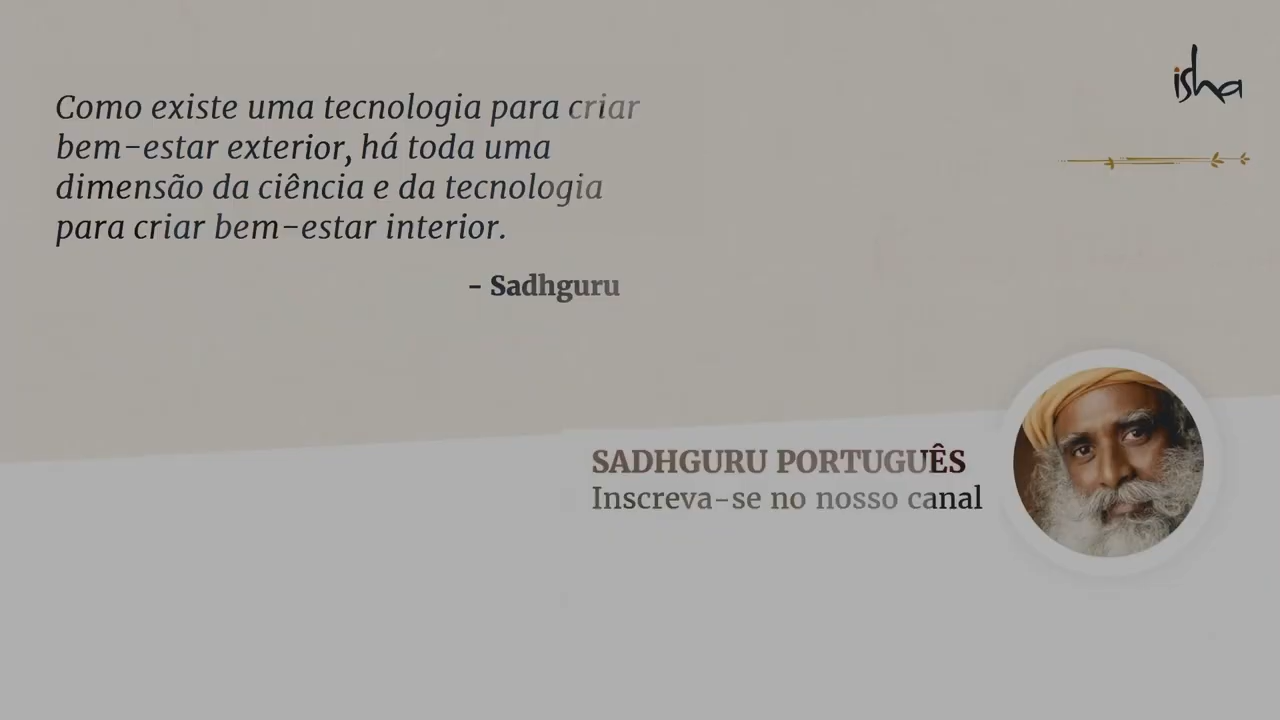 Como existe uma tecnologia para criar
bem-estar exterior, há toda uma
dimensão da ciência e da tecnologia
para criar bem-estar interior.
- Sadhguru
isha
SADHGURU PORTUGUÊS
Inscreva-se no nosso canal